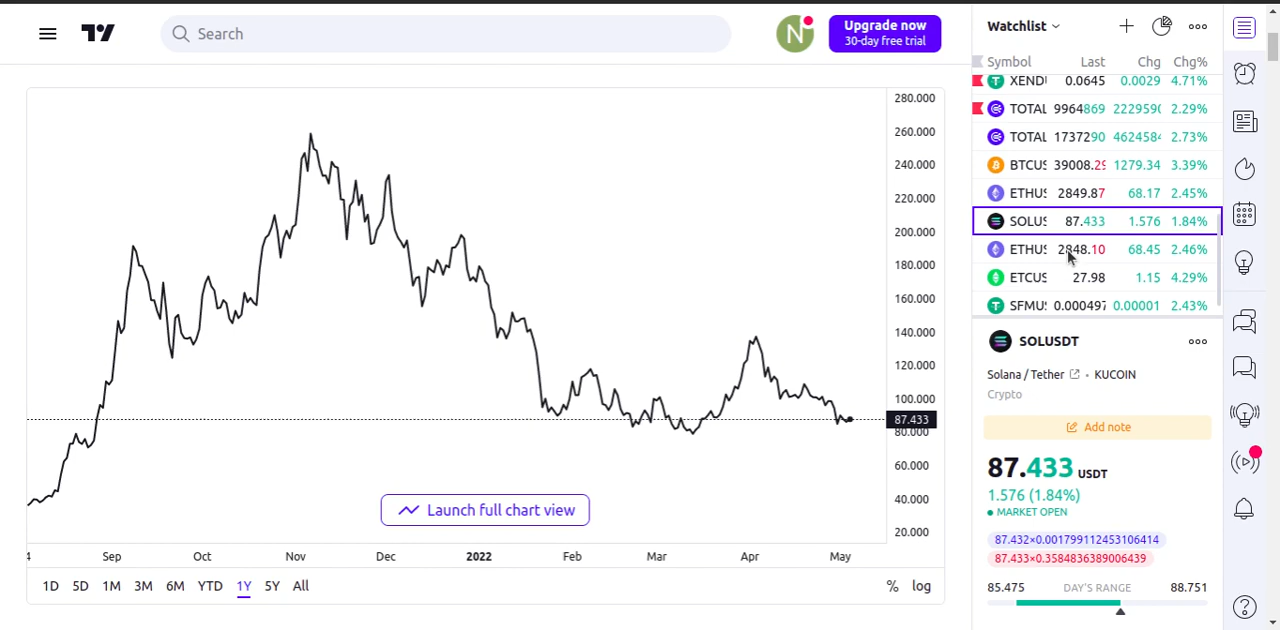 Search
N
Upgrade now
30-day free trial
Watchlist
Symbol Last Chg Chg%
0.0645 0.0029 4.71%
TOTAL 9964869 2.29%
TOTAL 1737290 2.73%
BTCUS 39008.29 1279.34 3.39%
ETHUS 2849.87 68.17 2.45%
SOLUS 87.433 1.576 1.84%
ETHUS 2848.10 68.45 2.46%
ETCUS 27.98 1.15 4.29%
SFMUS 0.000497 0.00001 2.43%
280.000
260.000
240.000
220.000
200.000
180.000
160.000
140.000
120.000
100.000
87.433
80.000
60.000
40.000
20.000
Launch full chart view
4 Sep Oct Nov Dec 2022 Feb Mar Apr May
1D 5D 1M 3M 6M YTD 1Y 5Y All % log
SOLUSDT
Solana / Tether • KUCOIN
Crypto
Add note
87.433 USDT
1.576 (1.84%)
MARKET OPEN
87.432×0.001799112453106414
87.433×0.3584836389006439
85.475 DAY'S RANGE 88.751